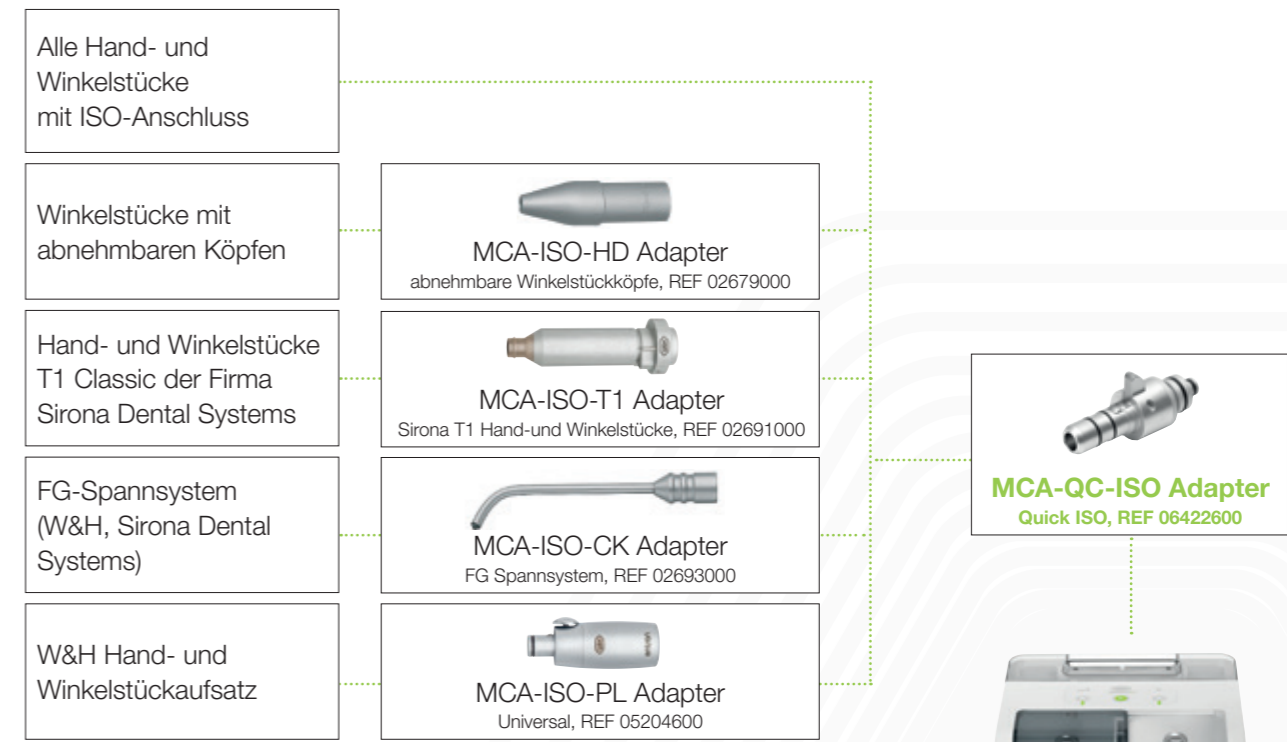 Alle Hand- und
Winkelstücke
mit ISO-Anschluss
Winkelstücke mit
abnehmbaren Köpfen
MCA-ISO-HD Adapter
abnehmbare Winkelstückköpfe, REF 02679000
Hand- und Winkelstücke
T1 Classic der Firma
Sirona Dental Systems
MCA-ISO-T1 Adapter
Sirona T1 Hand-und Winkelstücke, REF 02691000
FG-Spannsystem
(W&H, Sirona Dental
Systems)
MCA-ISO-CK Adapter
FG Spannsystem, REF 02693000
W&H Hand- und
Winkelstückaufsatz
MCA-ISO-PL Adapter
Universal, REF 05204600
MCA-QC-ISO Adapter
Quick ISO, REF 06422600